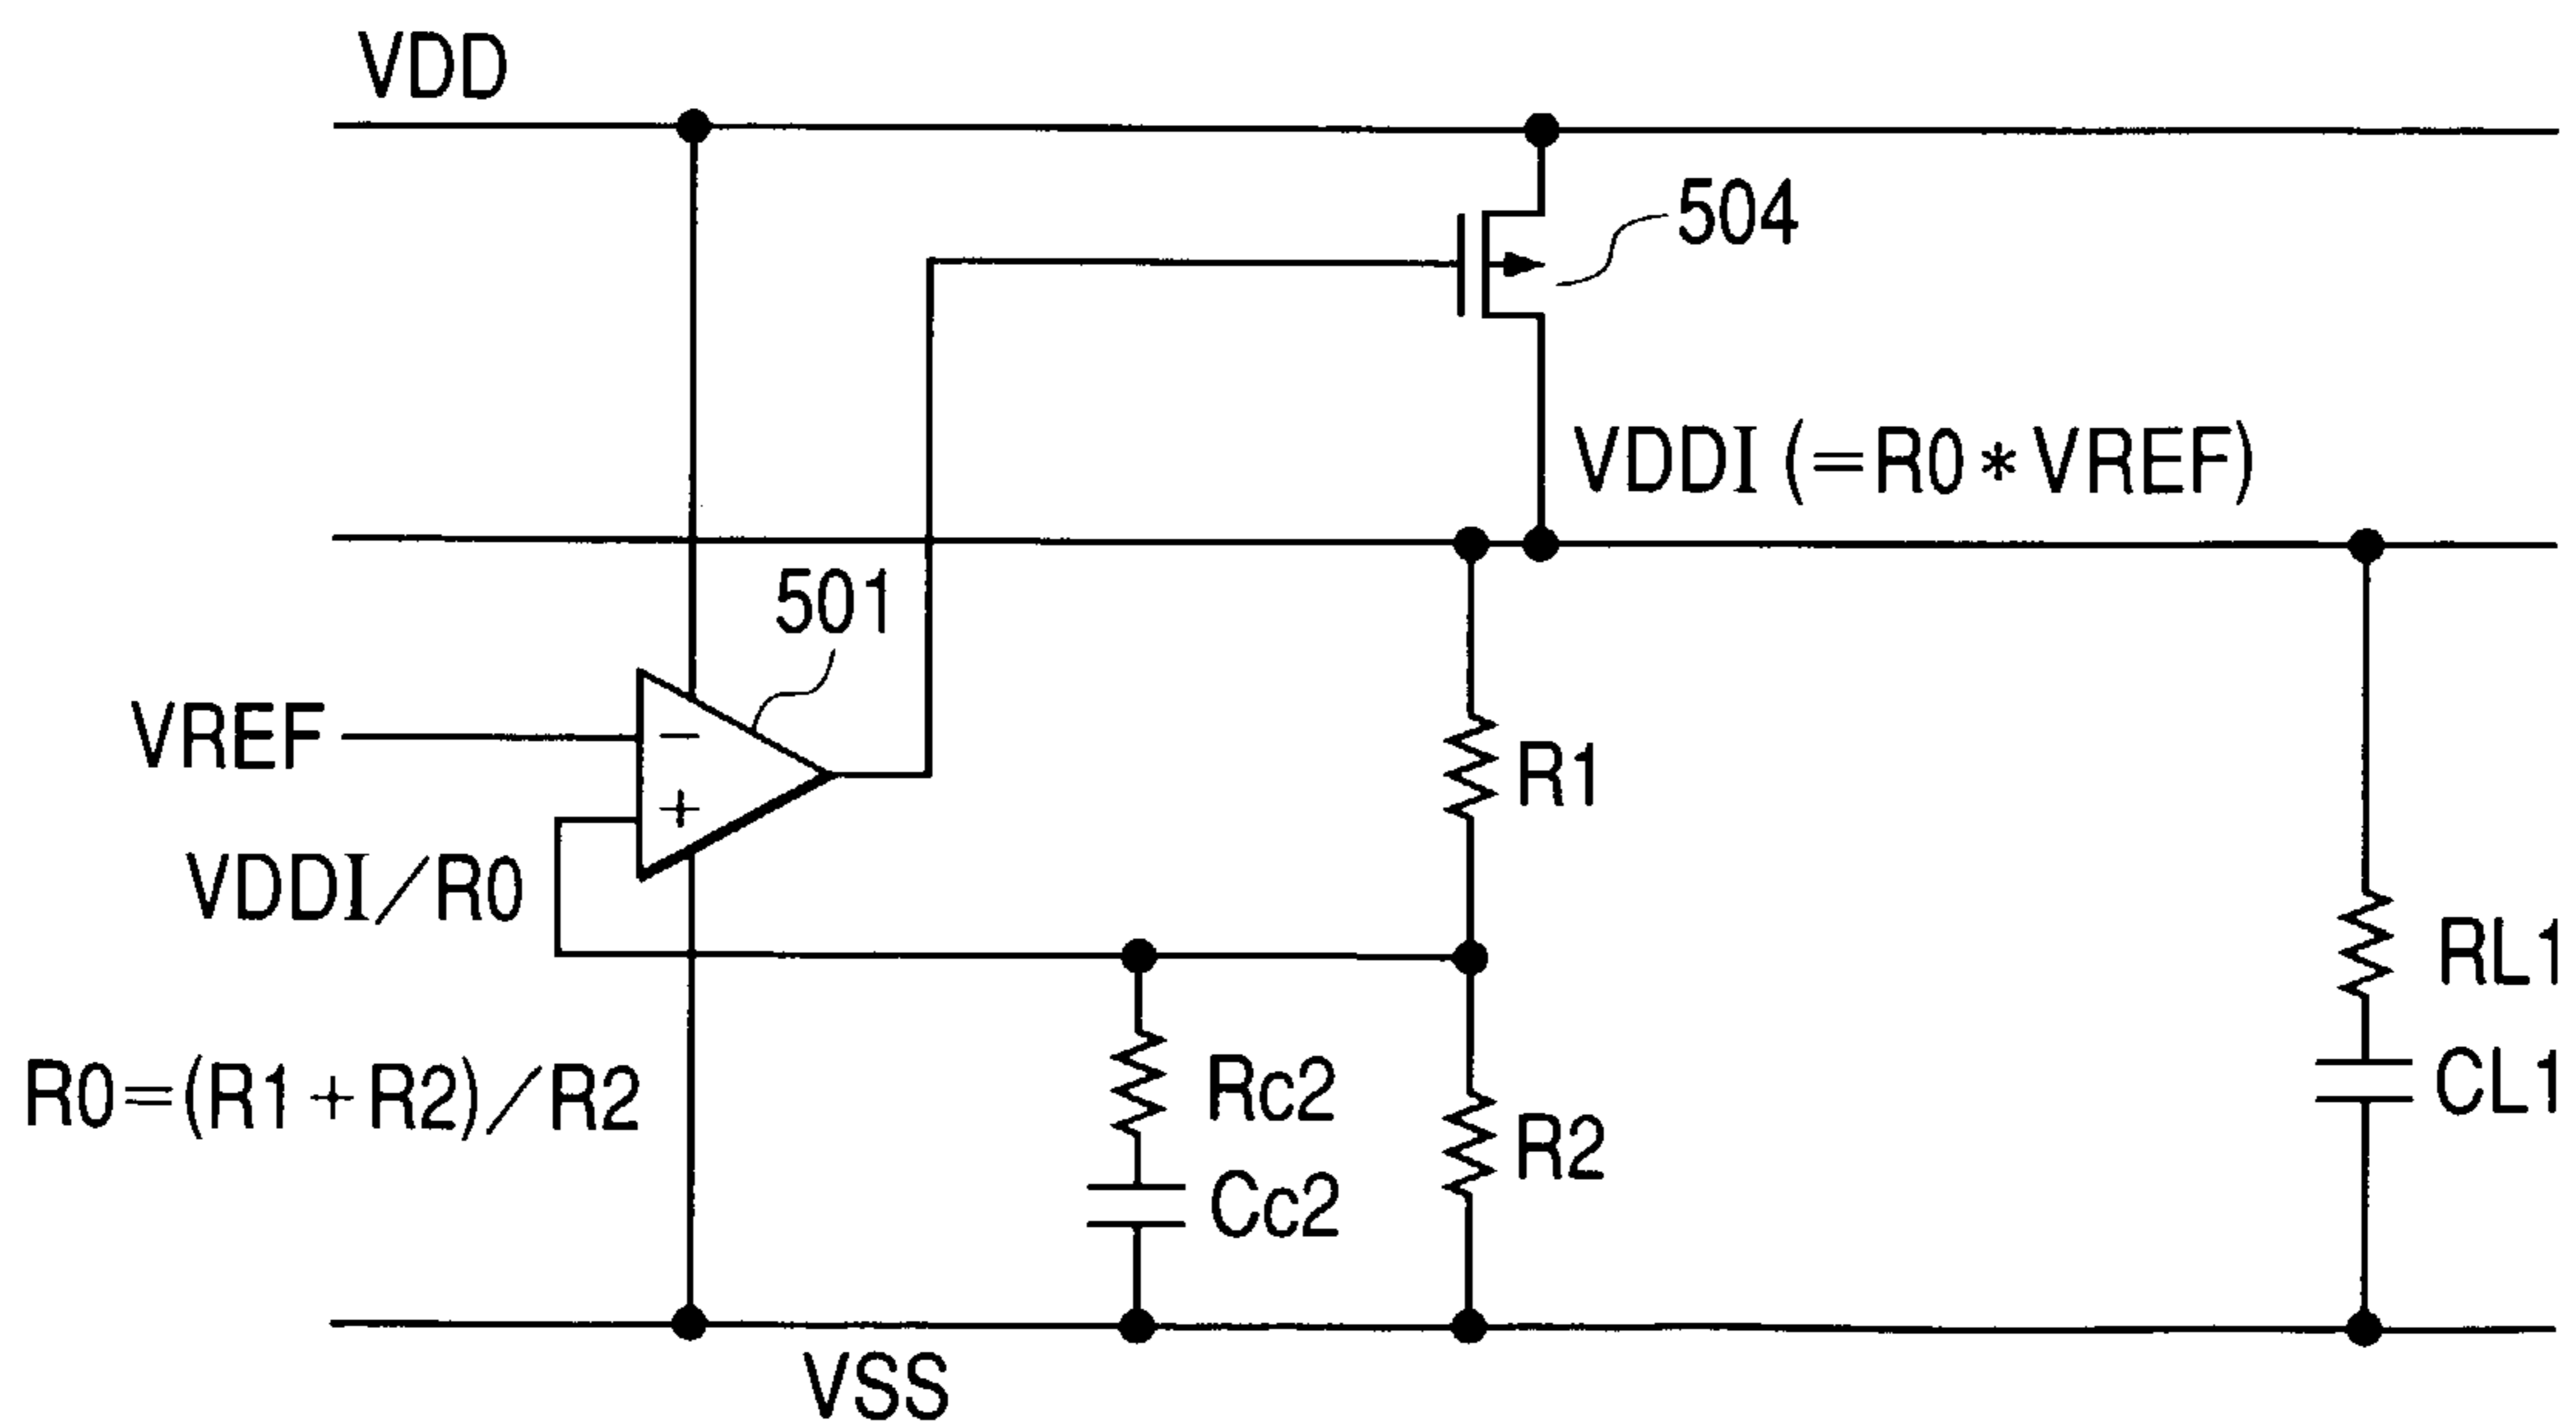 VDD
504
VDDI (=R0*VREF)
501
VREF
−
+
R1
VDDI/R0
RL1
R0=(R1+R2)/R2
Rc2
CL1
R2
Cc2
VSS